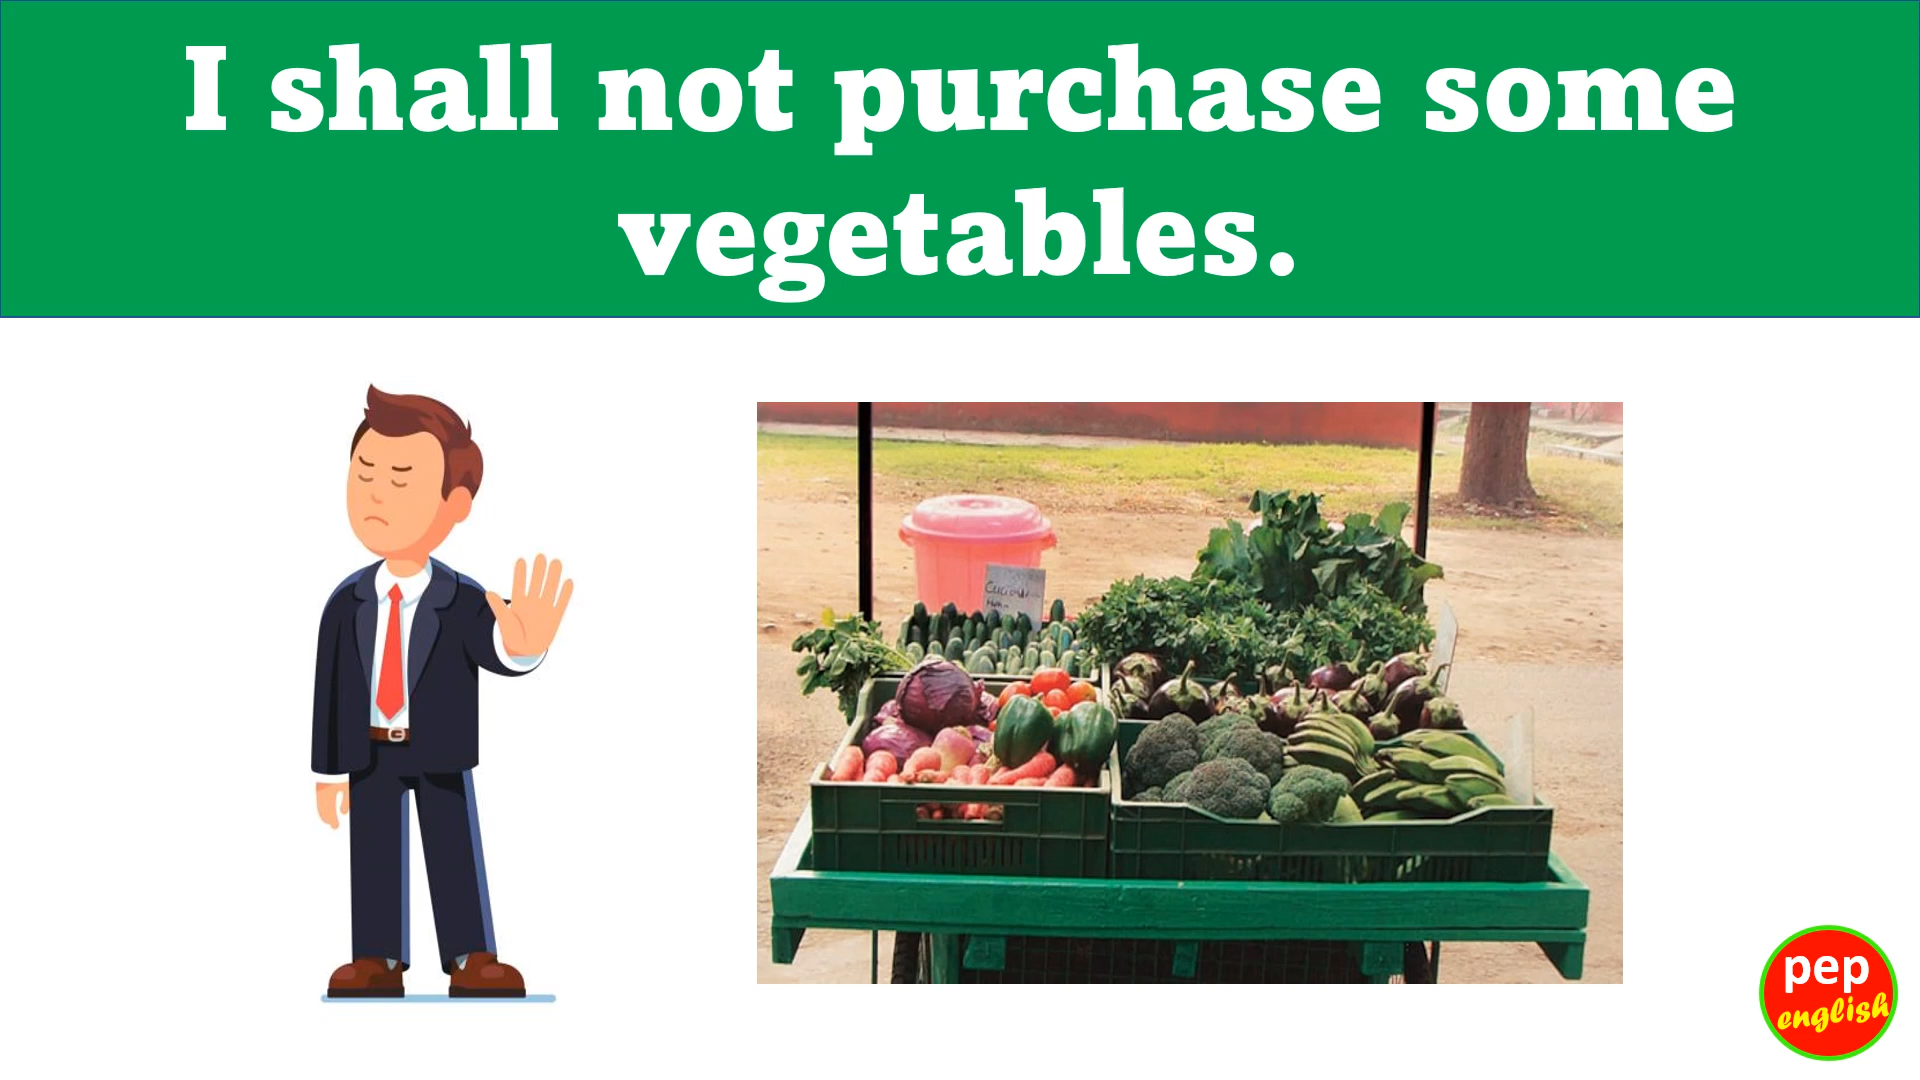 I shall not purchase some
vegetables.
pep
english